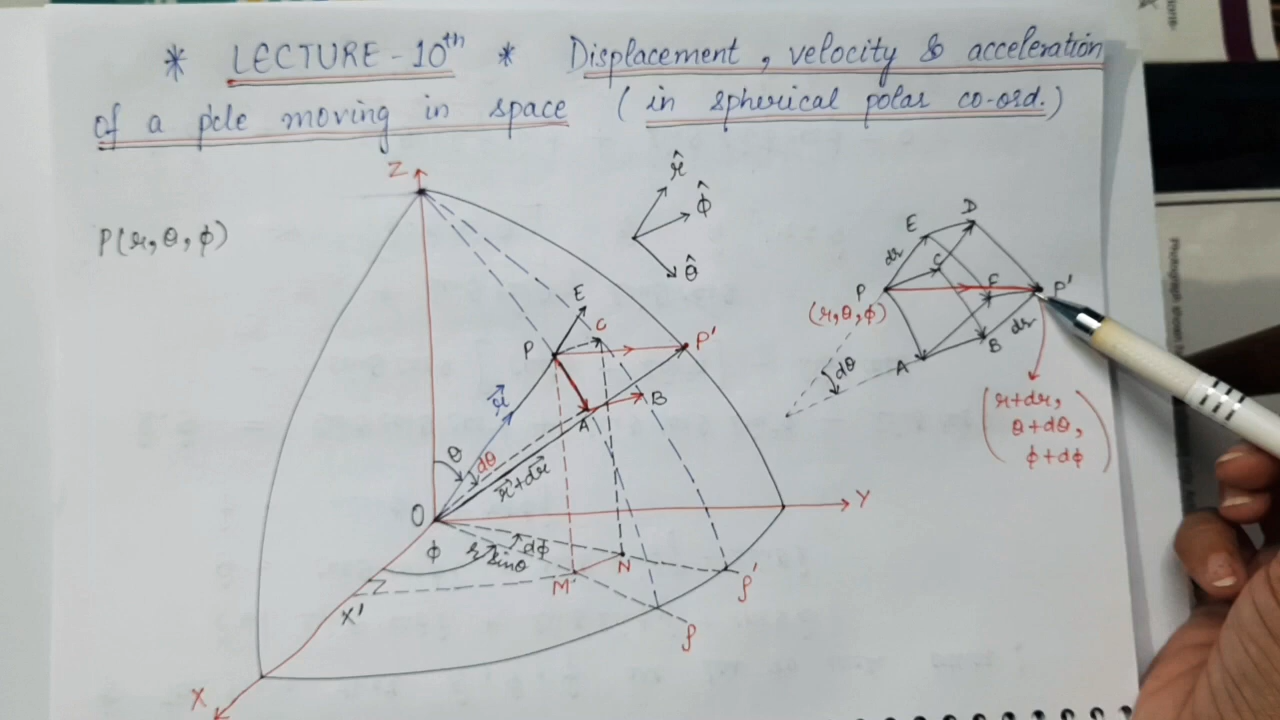 * LECTURE - 10th * Displacement, velocity & acceleration
of a pcle moving in space (in spherical polar co-ord.)
Z
P(r, θ, ϕ)
r̂
ϕ̂
θ̂
E
D
dr
C
F
P
P'
(r, θ, ϕ)
dr
B
A
dθ
(r+dr,
θ+dθ,
ϕ+dϕ)
E
C
P
P'
r⃗
B
A
θ
dθ
r⃗+dr⃗
O
Y
ϕ
r sinθ
dϕ
M
N
ρ'
X'
ρ
X